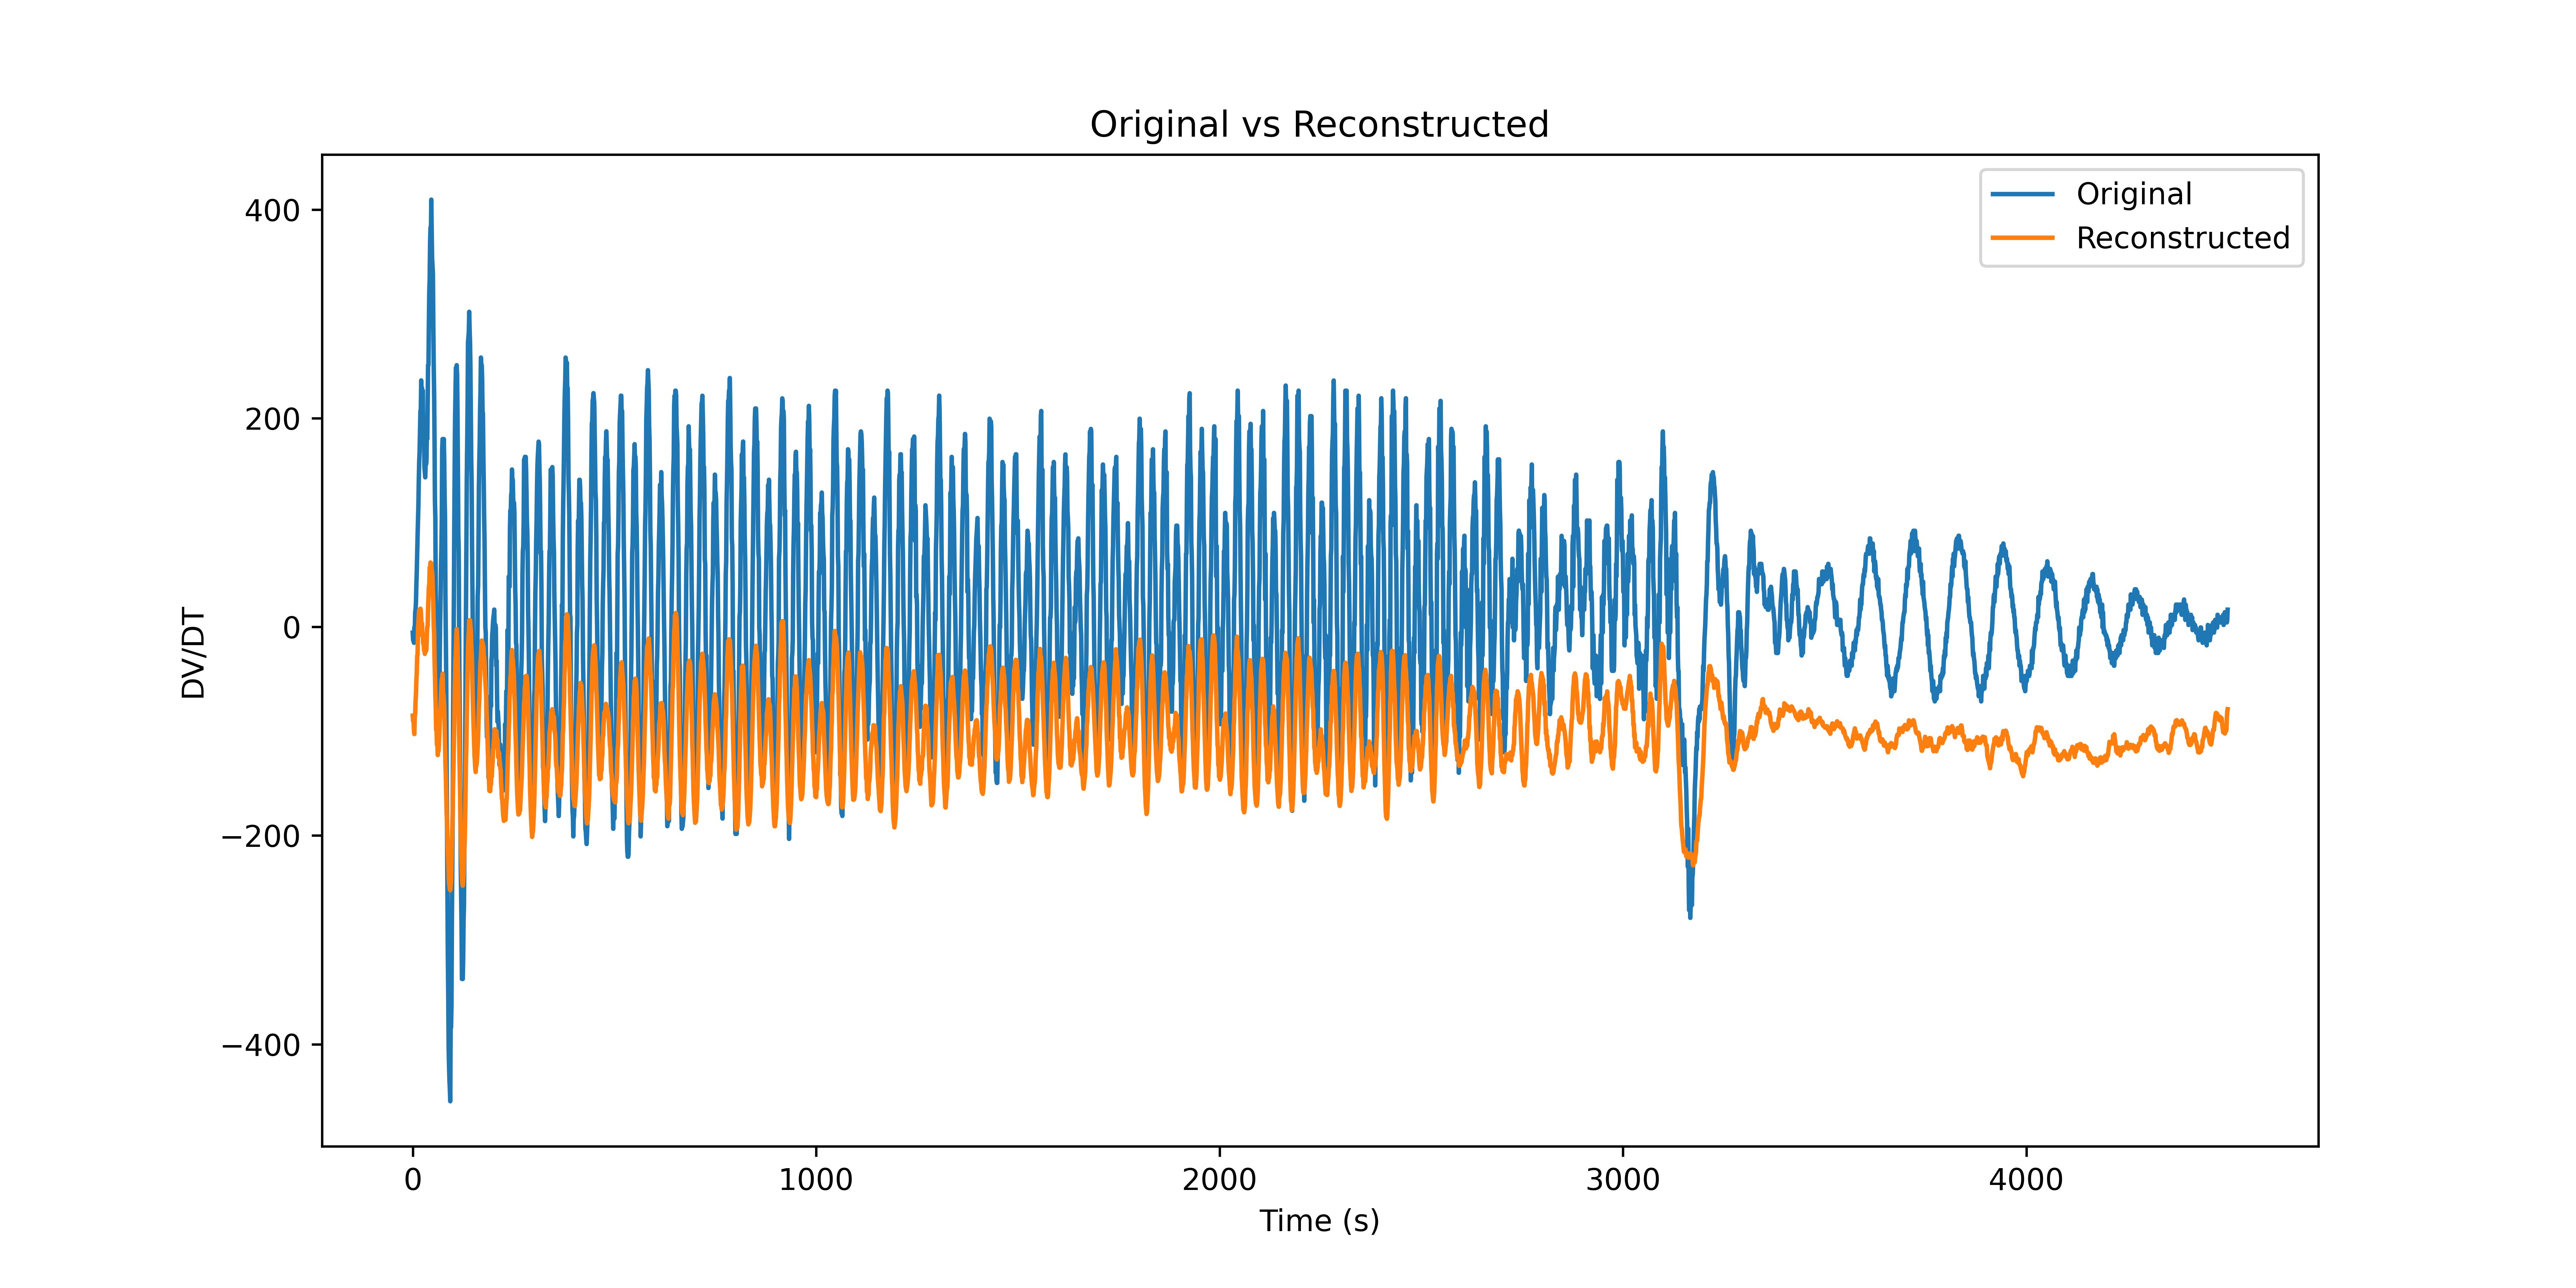 Original vs Reconstructed
Original
Reconstructed
400
200
0
−200
−400
DV/DT
0 1000 2000 3000 4000
Time (s)